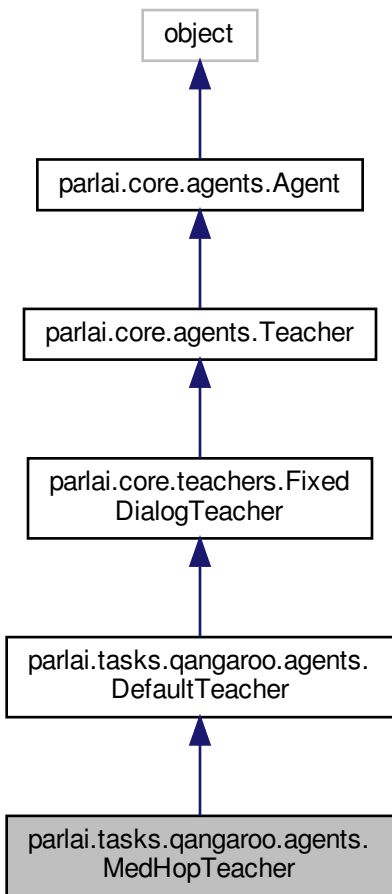 object
parlai.core.agents.Agent
parlai.core.agents.Teacher
parlai.core.teachers.Fixed
DialogTeacher
parlai.tasks.qangaroo.agents.
DefaultTeacher
parlai.tasks.qangaroo.agents.
MedHopTeacher